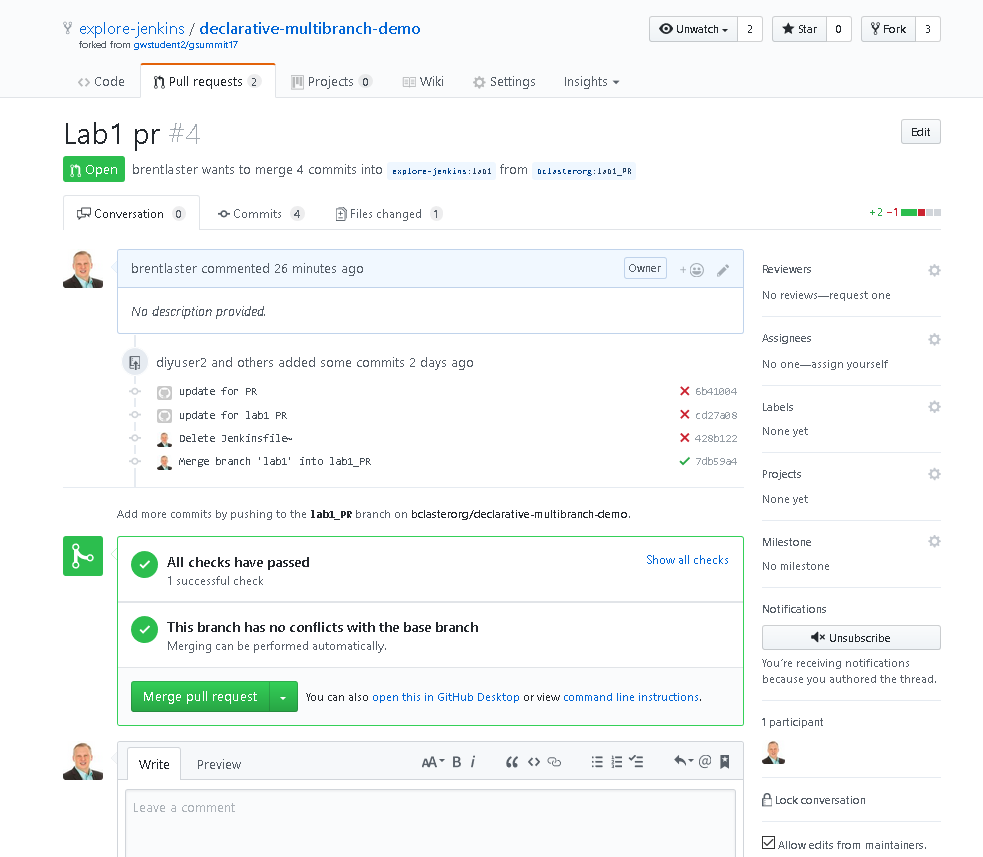 explore-jenkins / declarative-multibranch-demo
forked from gwstudent2/gsummit17
Unwatch 2 Star 0 Fork 3
Code Pull requests 2 Projects 0 Wiki Settings Insights
Lab1 pr #4
Edit
Open brentlaster wants to merge 4 commits into explore-jenkins:lab1 from bclasterorg:lab1_PR
Conversation 0 Commits 4 Files changed 1
+2 −1
brentlaster commented 26 minutes ago
Owner +
No description provided.
diyuser2 and others added some commits 2 days ago
update for PR 6b41004
update for lab1 PR cd27a08
Delete Jenkinsfile~ 428b122
Merge branch 'lab1' into lab1_PR 7db59a4
Add more commits by pushing to the lab1_PR branch on bclasterorg/declarative-multibranch-demo.
All checks have passed
1 successful check
Show all checks
This branch has no conflicts with the base branch
Merging can be performed automatically.
Merge pull request You can also open this in GitHub Desktop or view command line instructions.
Write Preview
AA B i @
Leave a comment
Reviewers
No reviews—request one
Assignees
No one—assign yourself
Labels
None yet
Projects
None yet
Milestone
No milestone
Notifications
Unsubscribe
You're receiving notifications
because you authored the thread.
1 participant
Lock conversation
Allow edits from maintainers.